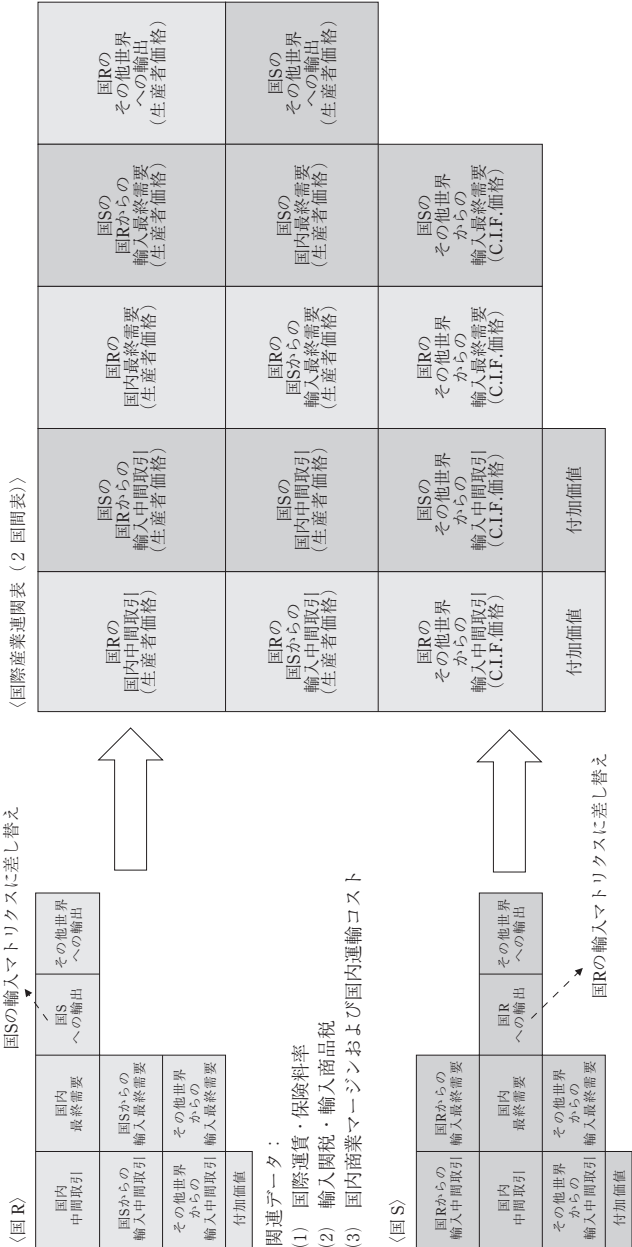 国Sの輸入マトリクスに差し替え
〈国R〉
国内
中間取引
国内
最終需要
国S
への輸出
その他世界
への輸出
国Sからの
輸入中間取引
国Sからの
輸入最終需要
その他世界
からの
輸入中間取引
その他世界
からの
輸入最終需要
付加価値
関連データ:
(1) 国際運賃・保険料率
(2) 輸入関税・輸入商品税
(3) 国内商業マージンおよび国内運輸コスト
〈国S〉
国Rからの
輸入中間取引
国Rからの
輸入最終需要
国内
中間取引
国内
最終需要
国R
への輸出
その他世界
への輸出
その他世界
からの
輸入中間取引
その他世界
からの
輸入最終需要
付加価値
国Rの輸入マトリクスに差し替え
〈国際産業連関表(2 国間表)〉
国Rの
国内中間取引
(生産者価格)
国Sの
国Rからの
輸入中間取引
(生産者価格)
国Rの
国内最終需要
(生産者価格)
国Sの
国Rからの
輸入最終需要
(生産者価格)
国Rの
その他世界
への輸出
(生産者価格)
国Rの
国Sからの
輸入中間取引
(生産者価格)
国Sの
国内中間取引
(生産者価格)
国Rの
国Sからの
輸入最終需要
(生産者価格)
国Sの
国内最終需要
(生産者価格)
国Sの
その他世界
への輸出
(生産者価格)
国Rの
その他世界
からの
輸入中間取引
(C.I.F.価格)
国Sの
その他世界
からの
輸入中間取引
(C.I.F.価格)
国Rの
その他世界
からの
輸入最終需要
(C.I.F.価格)
国Sの
その他世界
からの
輸入最終需要
(C.I.F.価格)
付加価値
付加価値